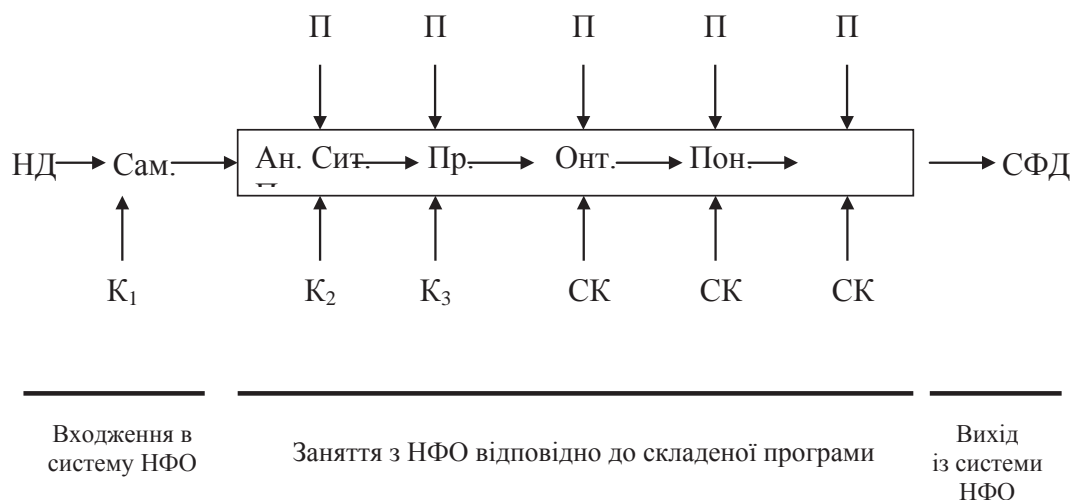 П П П П П
НД Сам. Ан. Сит. Пр. Онт. Пон. СФД
К₁ К₂ К₃ СК СК СК
Входження в
систему НФО
Заняття з НФО відповідно до складеної програми
Вихід
із системи
НФО